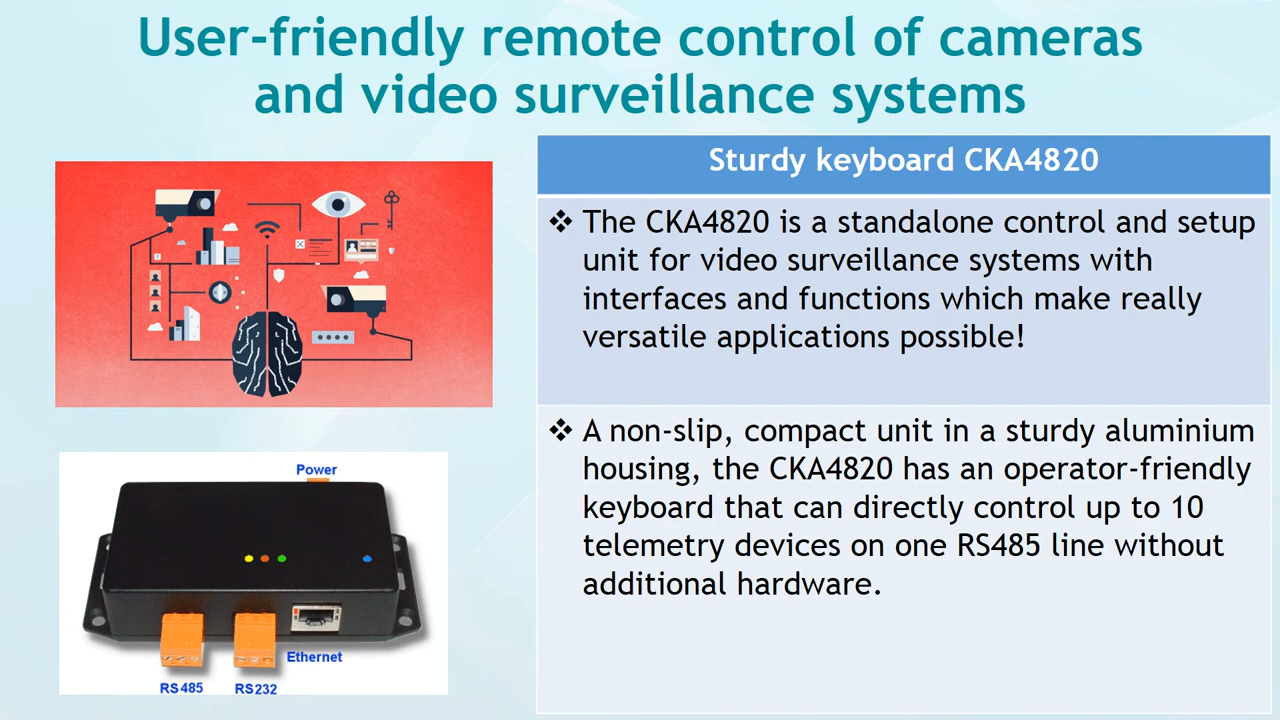 User-friendly remote control of cameras
and video surveillance systems
Sturdy keyboard CKA4820
❖ The CKA4820 is a standalone control and setup
unit for video surveillance systems with
interfaces and functions which make really
versatile applications possible!
❖ A non-slip, compact unit in a sturdy aluminium
housing, the CKA4820 has an operator-friendly
keyboard that can directly control up to 10
telemetry devices on one RS485 line without
additional hardware.
Power
Ethernet
RS485
RS232